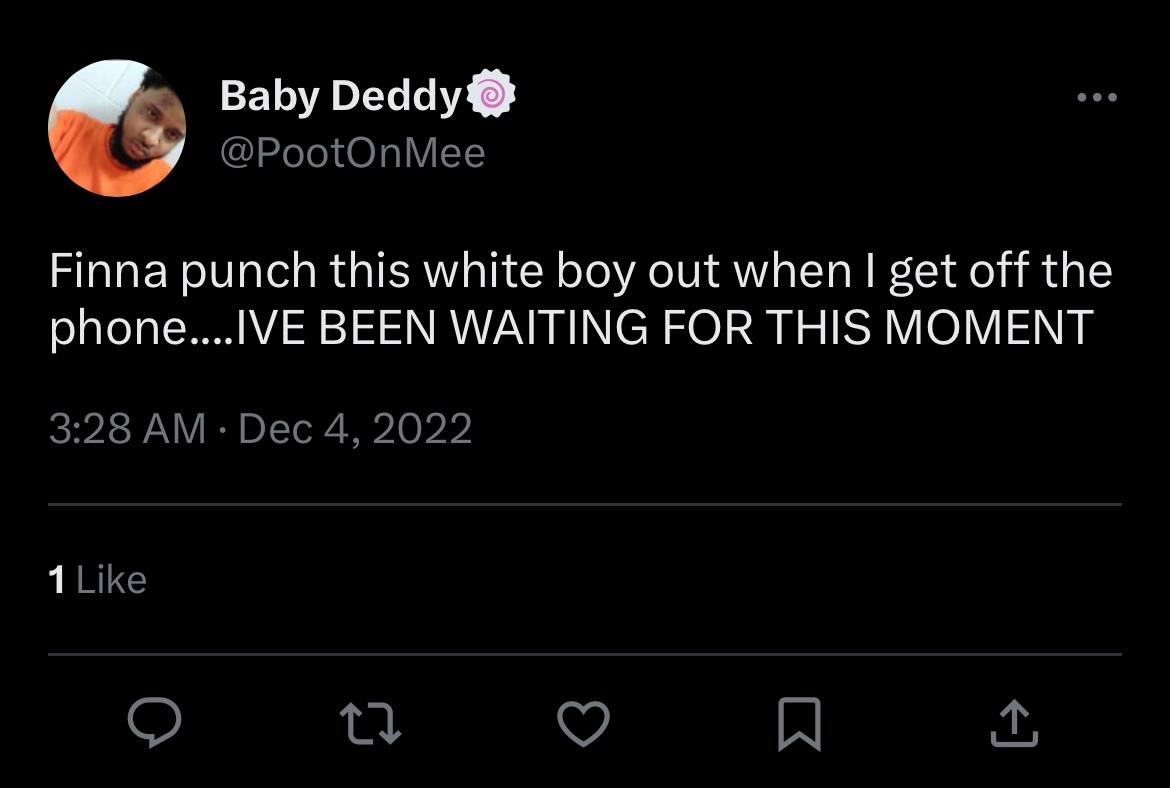 Baby Deddy🍥
@PootOnMee
Finna punch this white boy out when I get off the
phone....IVE BEEN WAITING FOR THIS MOMENT
3:28 AM · Dec 4, 2022
1 Like